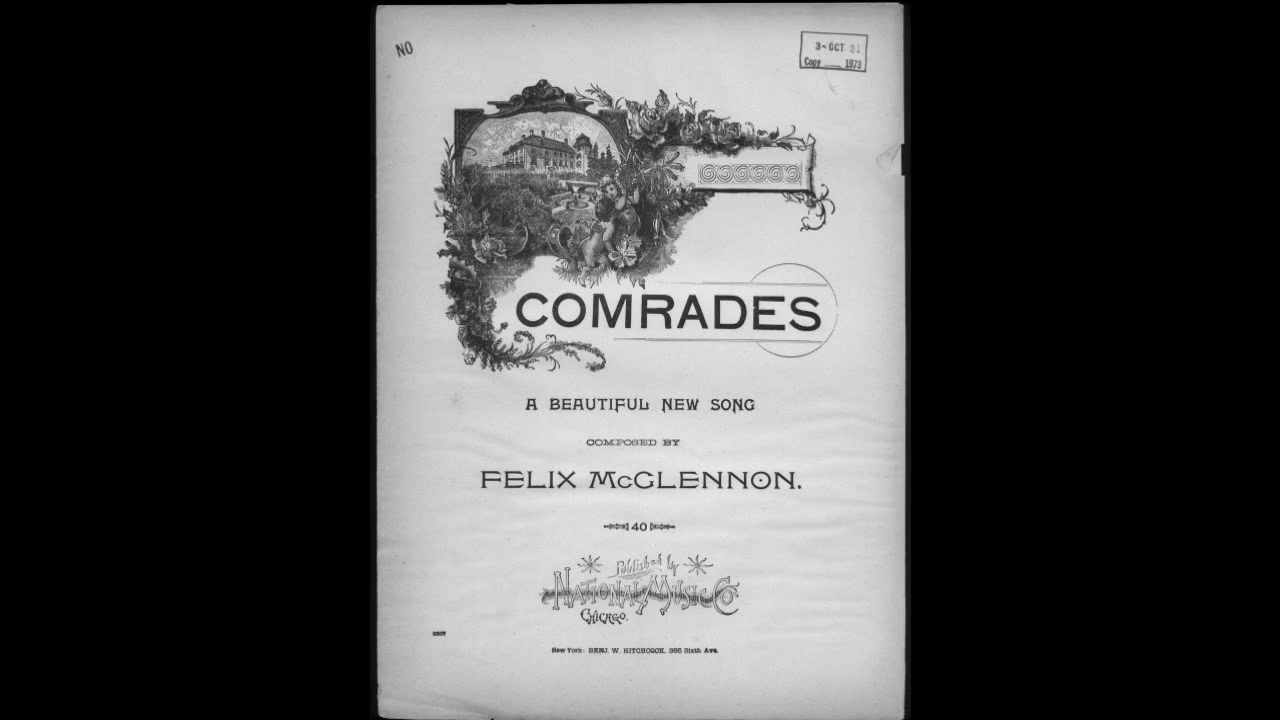 NO
3 - OCT 31
Copy ...... 1973
COMRADES
A BEAUTIFUL NEW SONG
COMPOSED BY
FELIX McGLENNON.
40
Published by
NATIONAL MUSIC CO.
CHICAGO.
New York: BENJ. W. HITCHCOCK, 385 Sixth Ave.